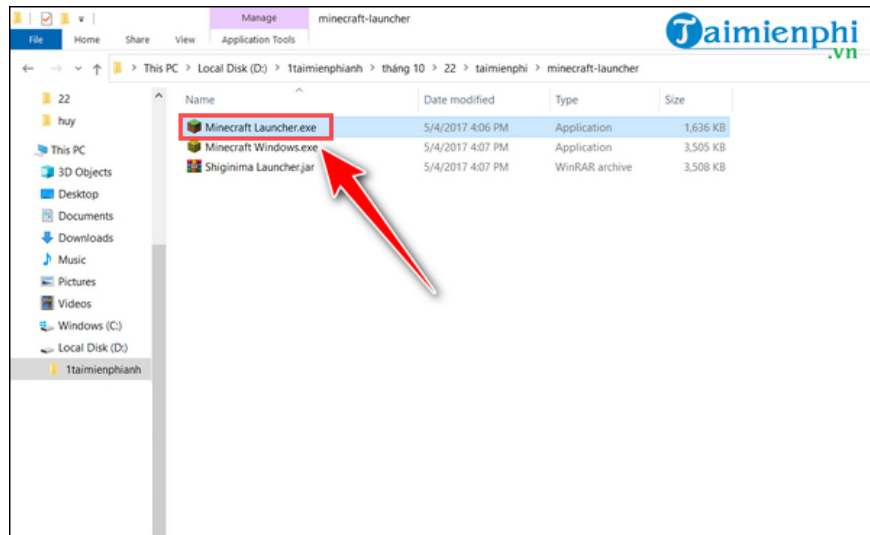 Manage minecraft-launcher
File Home Share View Application Tools
Taimienphi
.vn
This PC > Local Disk (D:) > 1taimienphianh > tháng 10 > 22 > taimienphi > minecraft-launcher
Name Date modified Type Size
Minecraft Launcher.exe 5/4/2017 4:06 PM Application 1,636 KB
Minecraft Windows.exe 5/4/2017 4:07 PM Application 3,505 KB
Shiginima Launcher.jar 5/4/2017 4:07 PM WinRAR archive 3,508 KB
22
huy
This PC
3D Objects
Desktop
Documents
Downloads
Music
Pictures
Videos
Windows (C:)
Local Disk (D:)
1taimienphianh